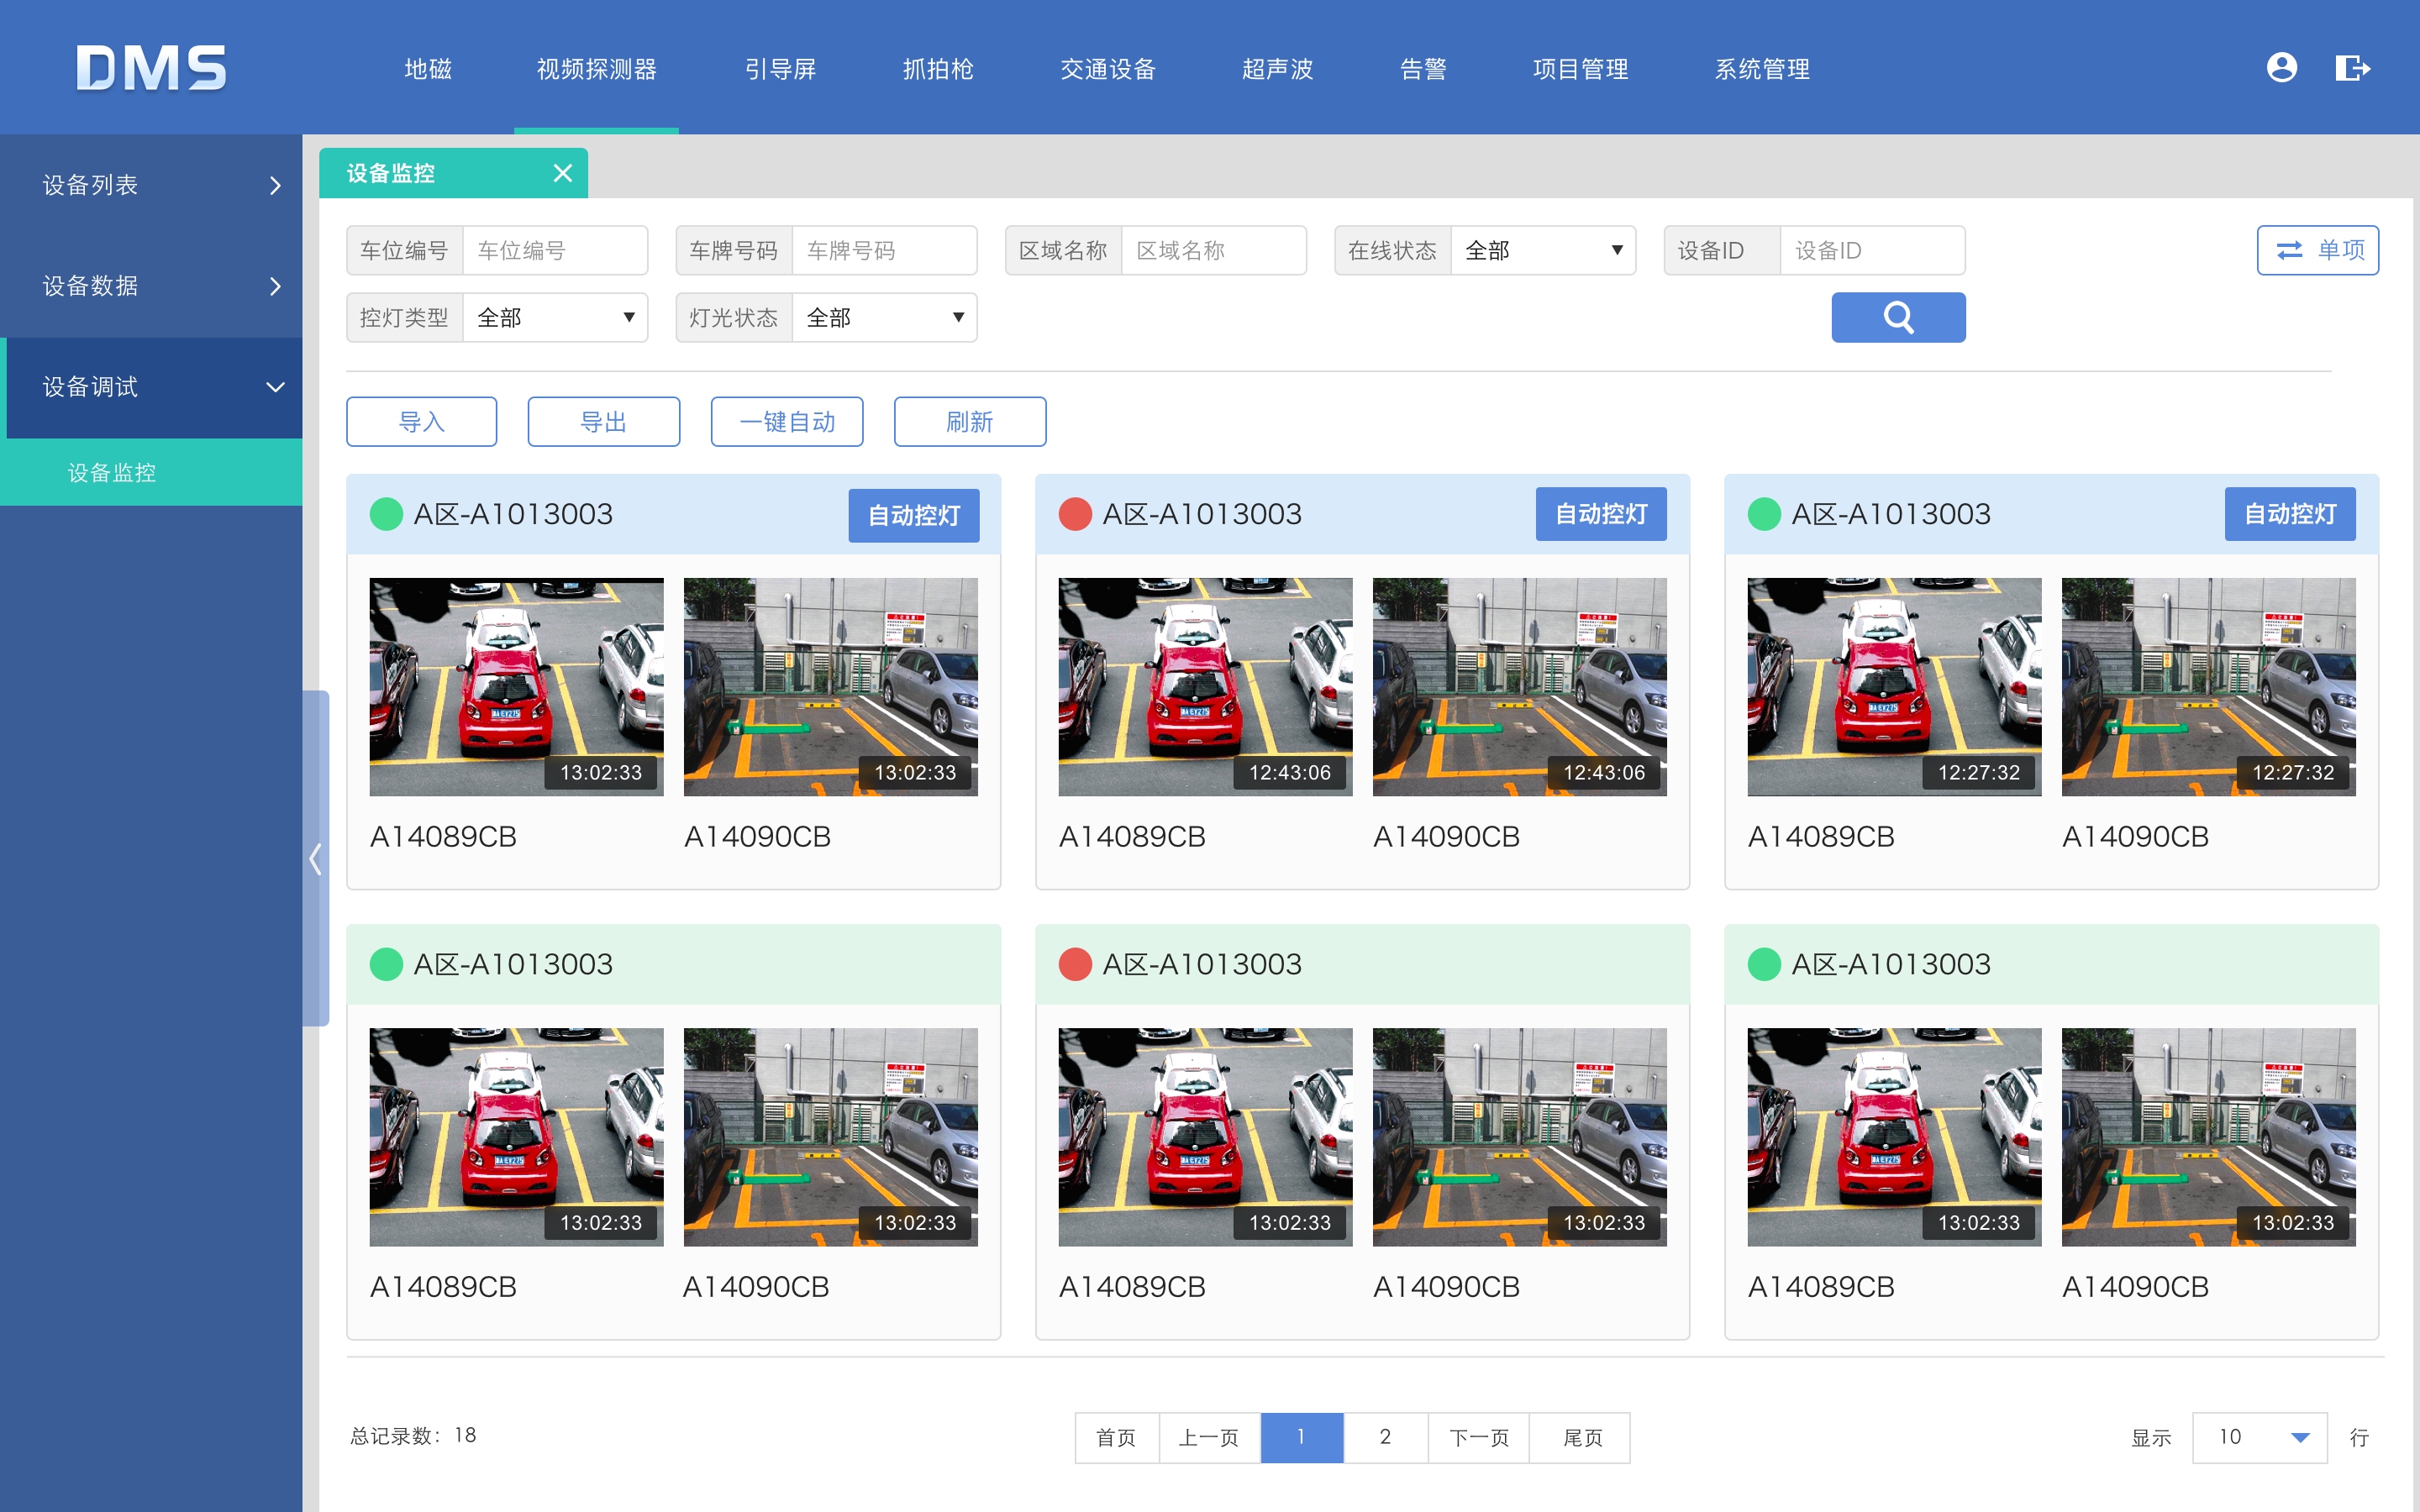 DMS 地磁 视频探测器 引导屏 抓拍枪 交通设备 超声波 告警 项目管理 系统管理
设备列表
设备数据
设备调试
设备监控
设备监控
车位编号 车位编号 车牌号码 车牌号码 区域名称 区域名称 在线状态 全部 设备ID 设备ID 单项
控灯类型 全部 灯光状态 全部
导入 导出 一键自动 刷新
A区-A1013003 自动控灯 A区-A1013003 自动控灯 A区-A1013003 自动控灯
13:02:33 13:02:33 12:43:06 12:43:06 12:27:32 12:27:32
A14089CB A14090CB A14089CB A14090CB A14089CB A14090CB
A区-A1013003 A区-A1013003 A区-A1013003
13:02:33 13:02:33 13:02:33 13:02:33 13:02:33 13:02:33
A14089CB A14090CB A14089CB A14090CB A14089CB A14090CB
总记录数：18 首页 上一页 1 2 下一页 尾页 显示 10 行